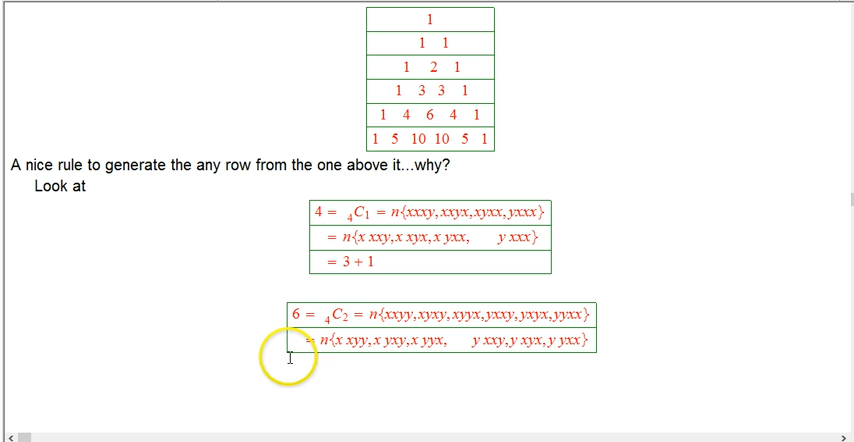 1
1 1
1 2 1
1 3 3 1
1 4 6 4 1
1 5 10 10 5 1
A nice rule to generate the any row from the one above it...why?
Look at
4 = ₄C₁ = n{xxxy,xxyx,xyxx,yxxx}
= n{x xxy,x xyx,x yxx, y xxx}
= 3 + 1
6 = ₄C₂ = n{xxyy,xyxy,xyyx,yxxy,yxyx,yyxx}
= n{x xyy,x yxy,x yyx, y xxy,y xyx,y yxx}